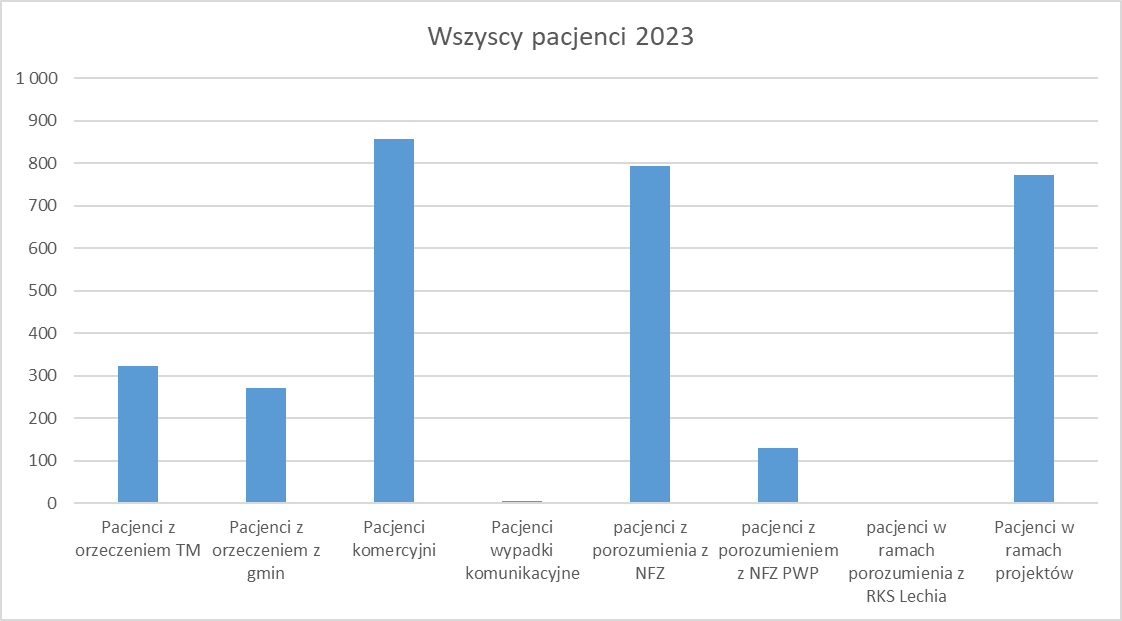 Wszyscy pacjenci 2023
1 000
900
800
700
600
500
400
300
200
100
0
Pacjenci z
orzeczeniem TM
Pacjenci z
orzeczeniem z
gmin
Pacjenci
komercyjni
Pacjenci
wypadki
komunikacyjne
pacjenci z
porozumienia z
NFZ
pacjenci z
porozumieniem
z NFZ PWP
pacjenci w
ramach
porozumienia z
RKS Lechia
Pacjenci w
ramach
projektów